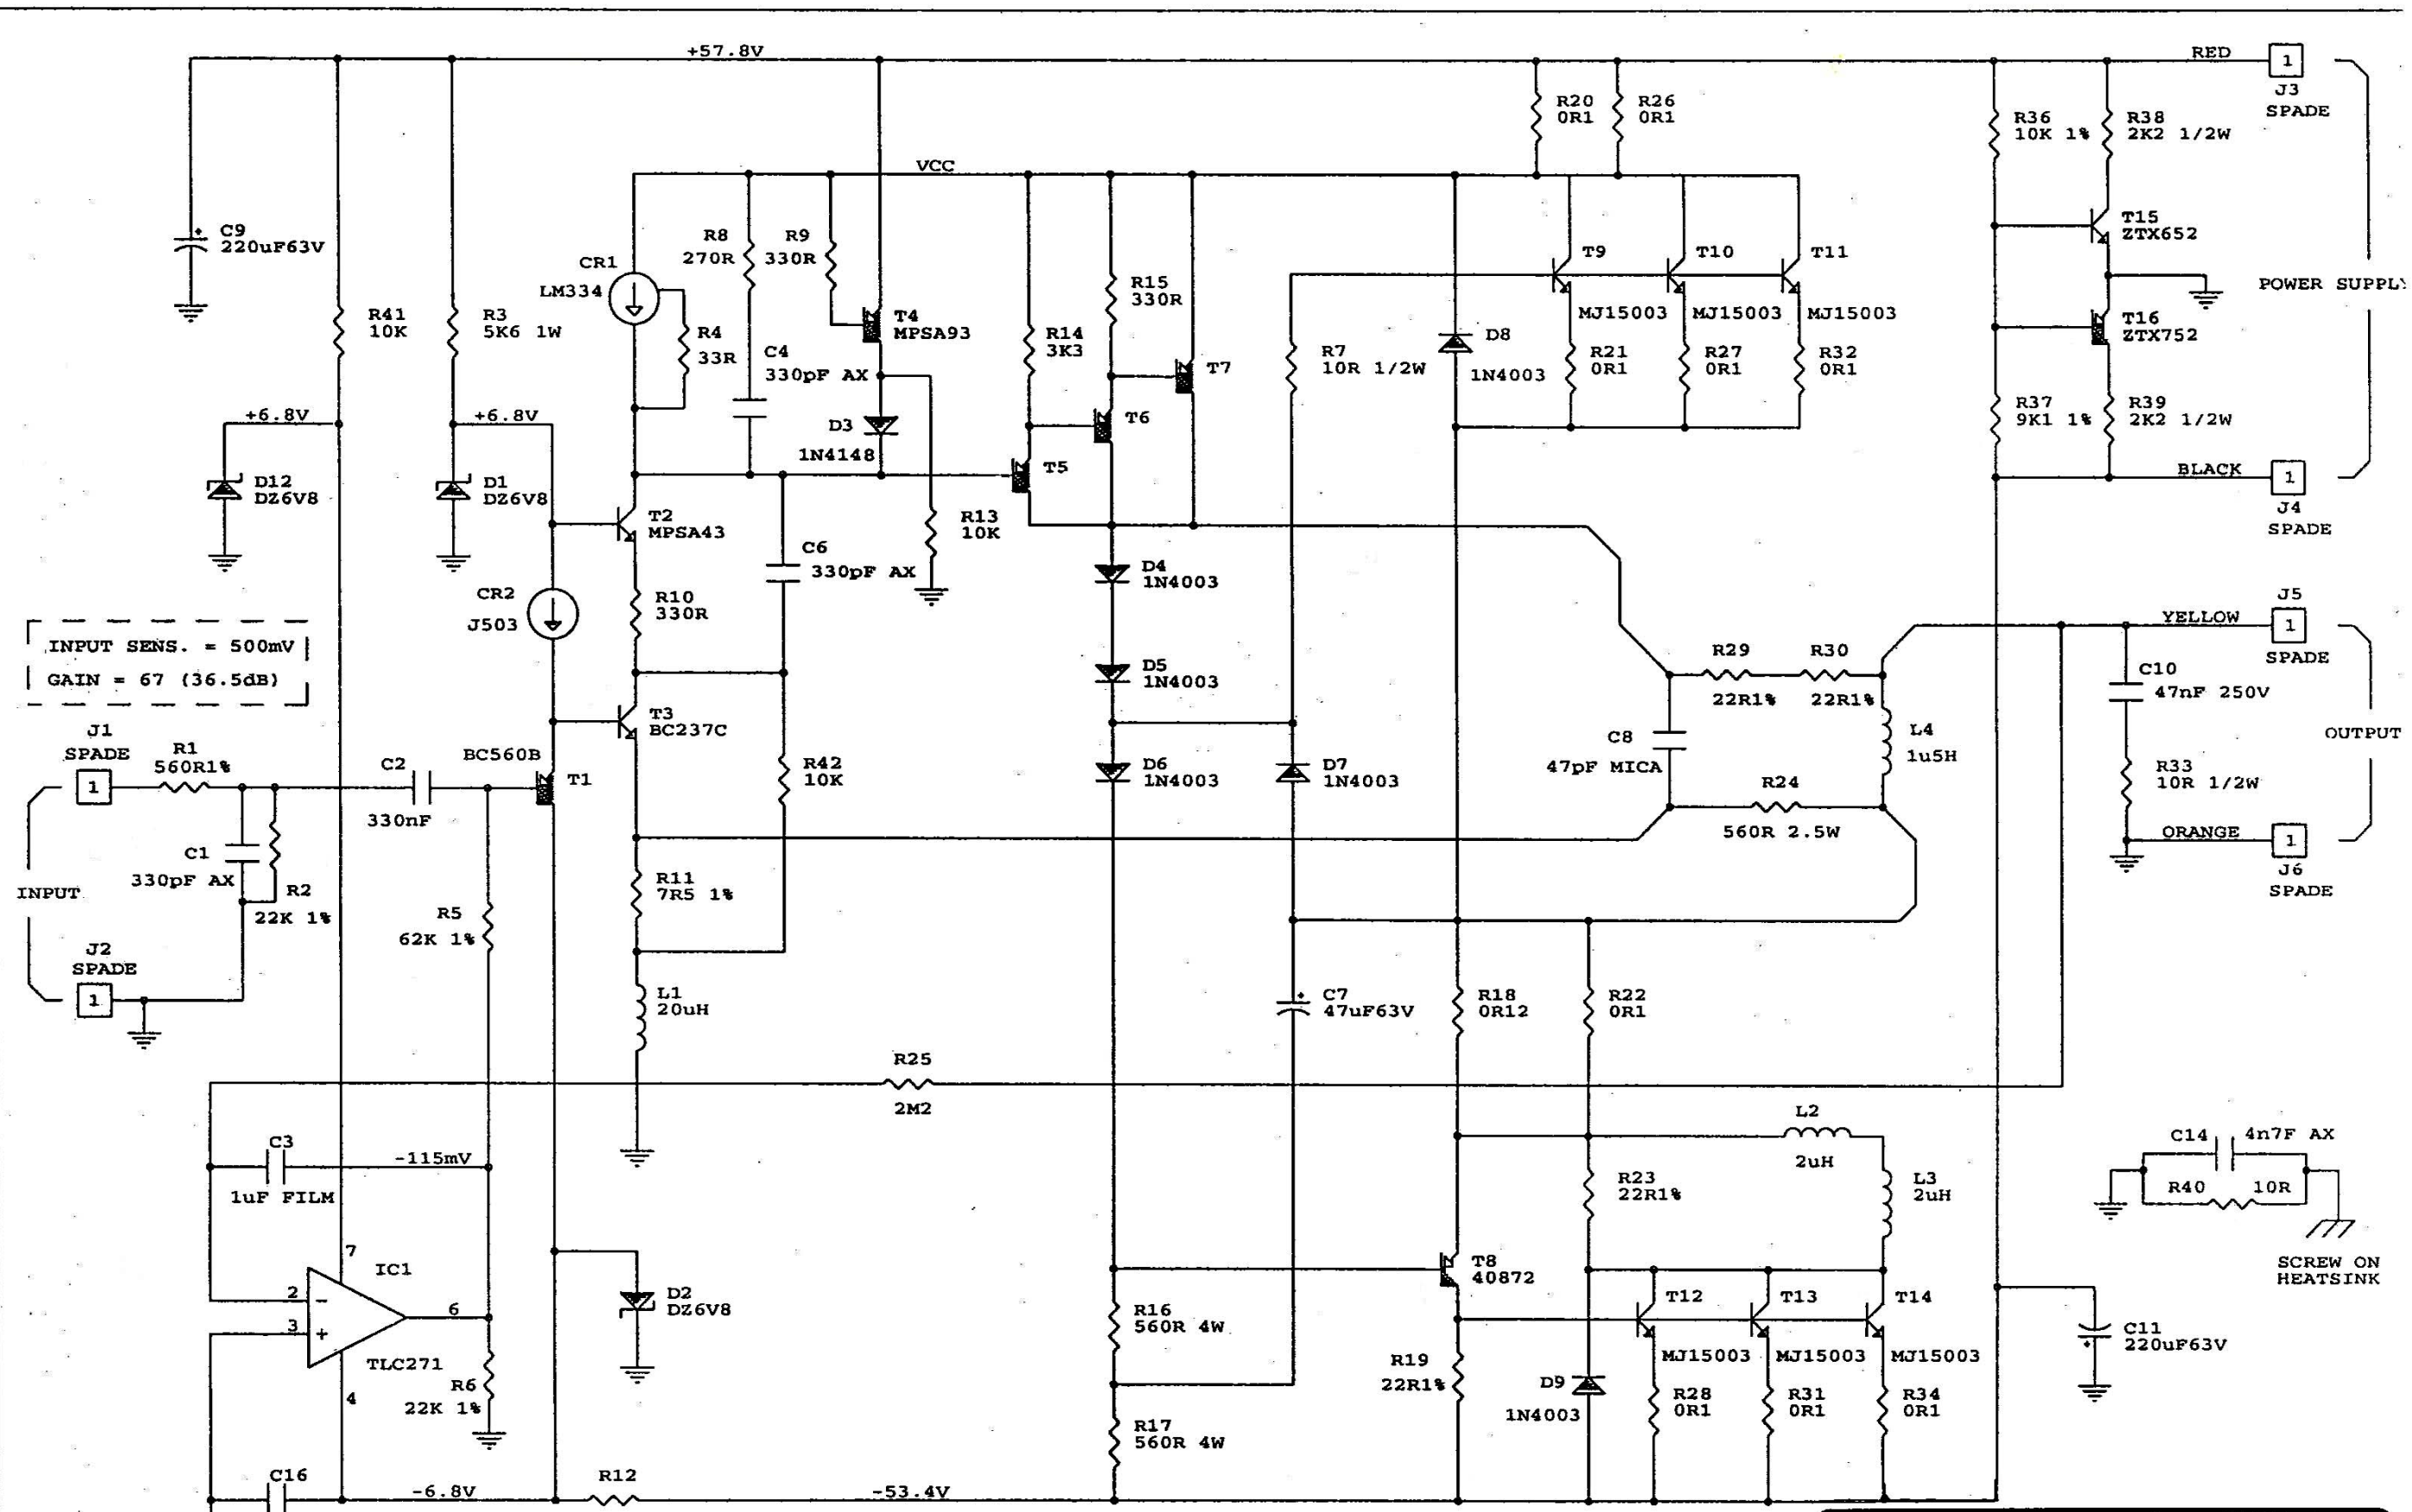 +57.8V
RED
1
J3
SPADE
R20
0R1
R26
0R1
R36
10K 1%
R38
2K2 1/2W
VCC
C9
220uF63V
R8
270R
R9
330R
CR1
LM334
T4
MPSA93
R15
330R
T9
T10
T11
T15
ZTX652
POWER SUPPLY
R41
10K
R3
5K6 1W
R4
33R
C4
330pF AX
R14
3K3
T7
R7
10R 1/2W
D8
1N4003
MJ15003
MJ15003
MJ15003
R21
0R1
R27
0R1
R32
0R1
T16
ZTX752
+6.8V
+6.8V
D3
1N4148
T6
R37
9K1 1%
R39
2K2 1/2W
D12
DZ6V8
D1
DZ6V8
T5
BLACK
1
J4
SPADE
T2
MPSA43
R13
10K
C6
330pF AX
D4
1N4003
CR2
J503
R10
330R
INPUT SENS. = 500mV
GAIN = 67 (36.5dB)
D5
1N4003
R29
22R1%
R30
22R1%
YELLOW
J5
1
SPADE
C10
47nF 250V
T3
BC237C
J1
SPADE
1
R1
560R1%
C2
330nF
BC560B
T1
R42
10K
D6
1N4003
D7
1N4003
C8
47pF MICA
L4
1u5H
R24
560R 2.5W
R33
10R 1/2W
OUTPUT
ORANGE
1
J6
SPADE
C1
330pF AX
R2
22K 1%
INPUT
R11
7R5 1%
R5
62K 1%
J2
SPADE
1
L1
20uH
C7
47uF63V
R18
0R12
R22
0R1
R25
2M2
C3
1uF FILM
-115mV
L2
2uH
R23
22R1%
L3
2uH
C14
4n7F AX
R40
10R
SCREW ON
HEATSINK
7
IC1
2
3
6
TLC271
4
D2
DZ6V8
R6
22K 1%
T8
40872
R16
560R 4W
T12
T13
T14
MJ15003
MJ15003
MJ15003
C11
220uF63V
R19
22R1%
D9
1N4003
R28
0R1
R31
0R1
R34
0R1
R17
560R 4W
C16
-6.8V
R12
-53.4V